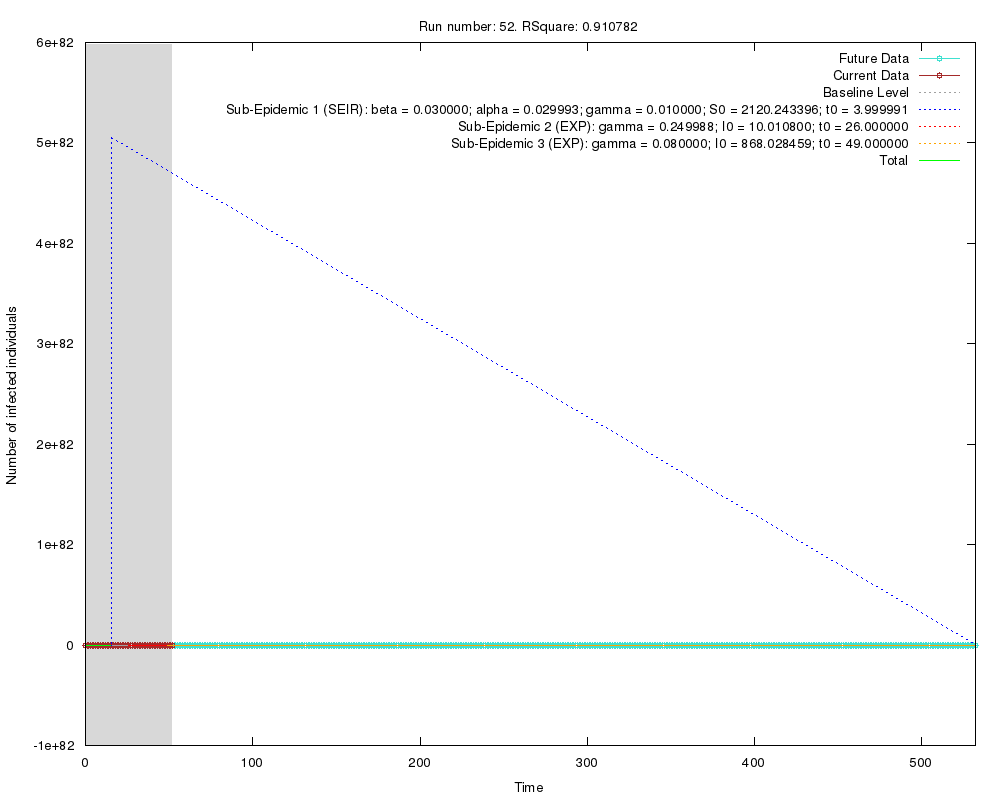 Run number: 52. RSquare: 0.910782
6e+82
5e+82
4e+82
3e+82
2e+82
1e+82
0
-1e+82
Number of infected individuals
Future Data
Current Data
Baseline Level
Sub-Epidemic 1 (SEIR): beta = 0.030000; alpha = 0.029993; gamma = 0.010000; S0 = 2120.243396; t0 = 3.999991
Sub-Epidemic 2 (EXP): gamma = 0.249988; I0 = 10.010800; t0 = 26.000000
Sub-Epidemic 3 (EXP): gamma = 0.080000; I0 = 868.028459; t0 = 49.000000
Total
0 100 200 300 400 500
Time